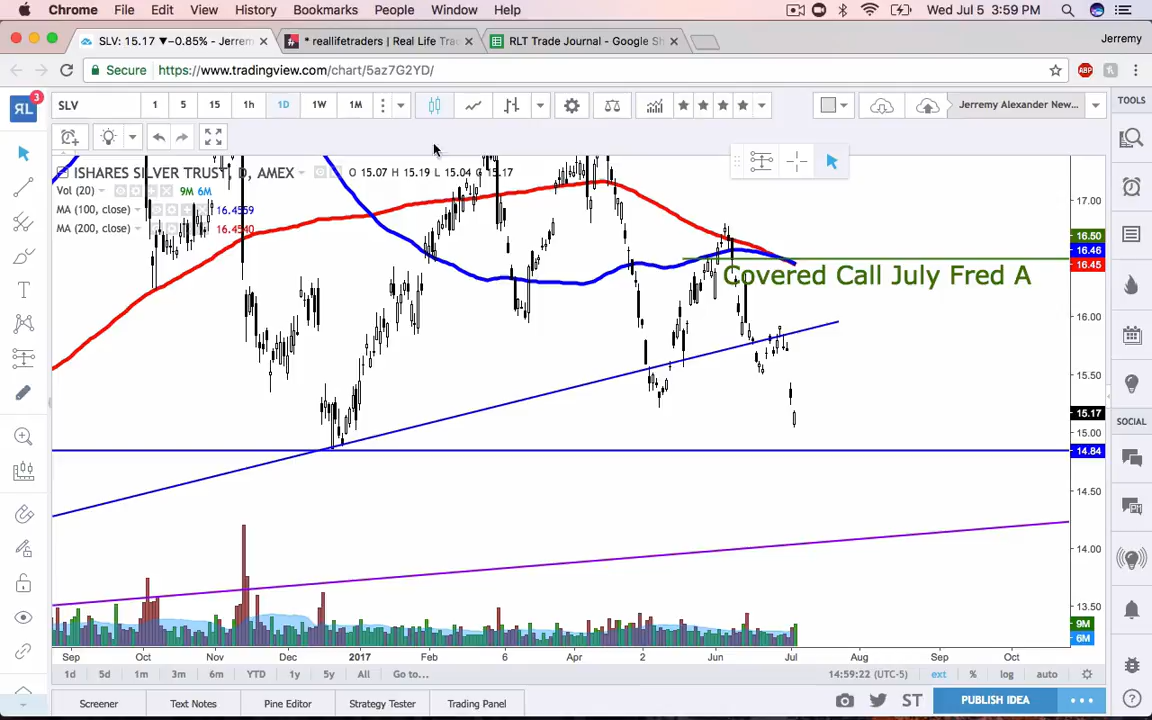 Chrome File Edit View History Bookmarks People Window Help Wed Jul 5 3:59 PM
SLV: 15.17 ▼-0.85% - Jerrem × * reallifetraders | Real Life Tra × RLT Trade Journal - Google Sh ×
Jerremy
Secure https://www.tradingview.com/chart/5az7G2YD/ ABP
RL 3 SLV 1 5 15 1h 1D 1W 1M Jerremy Alexander New... TOOLS
ISHARES SILVER TRUST, D, AMEX O 15.07 H 15.19 L 15.04 C 15.17
Vol (20) 9M 6M
MA (100, close) 16.4559
MA (200, close) 16.4540
17.00
16.50
16.46
16.45
Covered Call July Fred A
16.00
15.50
15.17
SOCIAL
15.00
14.84
14.50
14.00
13.50
9M
6M
Sep Oct Nov Dec 2017 Feb 6 Apr 2 Jun Jul Aug Sep Oct
1d 5d 1m 3m 6m YTD 1y 5y All Go to... 14:59:22 (UTC-5) ext % log auto
Screener Text Notes Pine Editor Strategy Tester Trading Panel ST PUBLISH IDEA